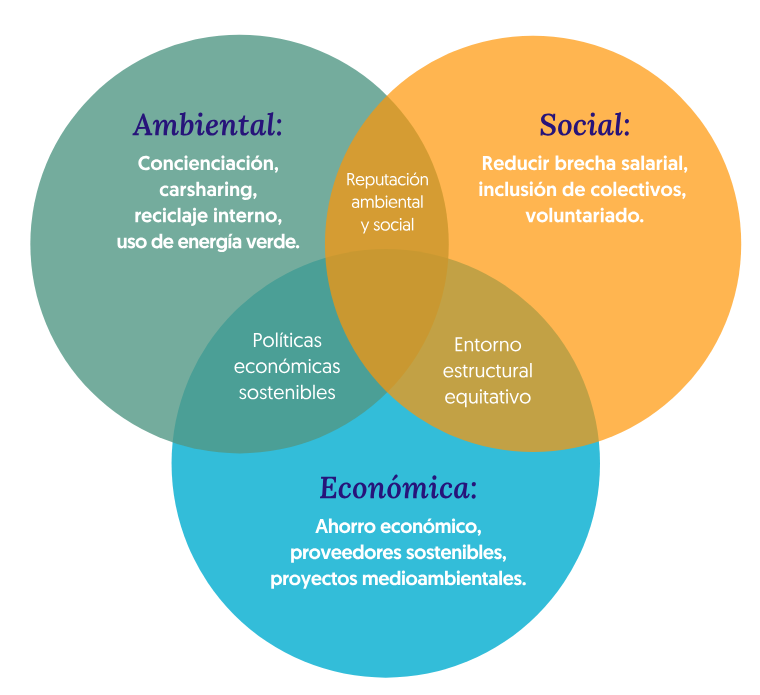 Ambiental:
Concienciación,
carsharing,
reciclaje interno,
uso de energía verde.
Reputación
ambiental
y social
Social:
Reducir brecha salarial,
inclusión de colectivos,
voluntariado.
Políticas
económicas
sostenibles
Entorno
estructural
equitativo
Económica:
Ahorro económico,
proveedores sostenibles,
proyectos medioambientales.